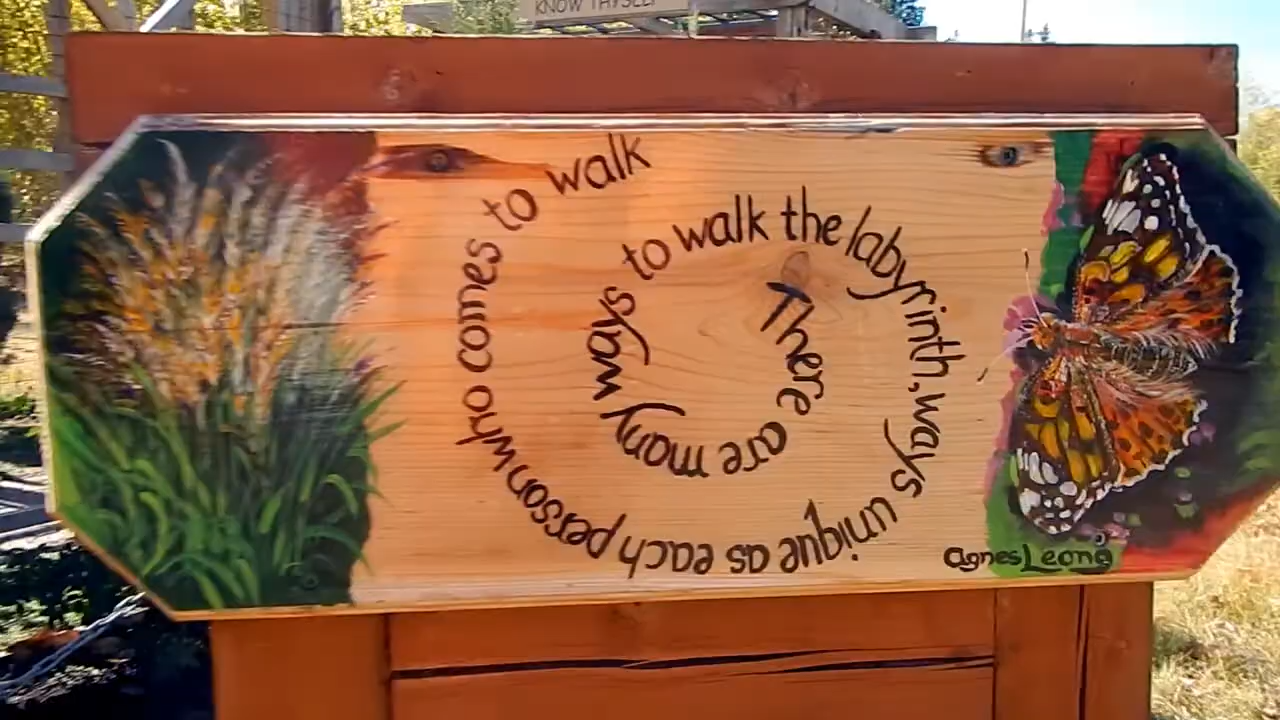 KNOW THYSELF
There are many ways to walk the labyrinth, ways unique as each person who comes to walk
Agnes Leong